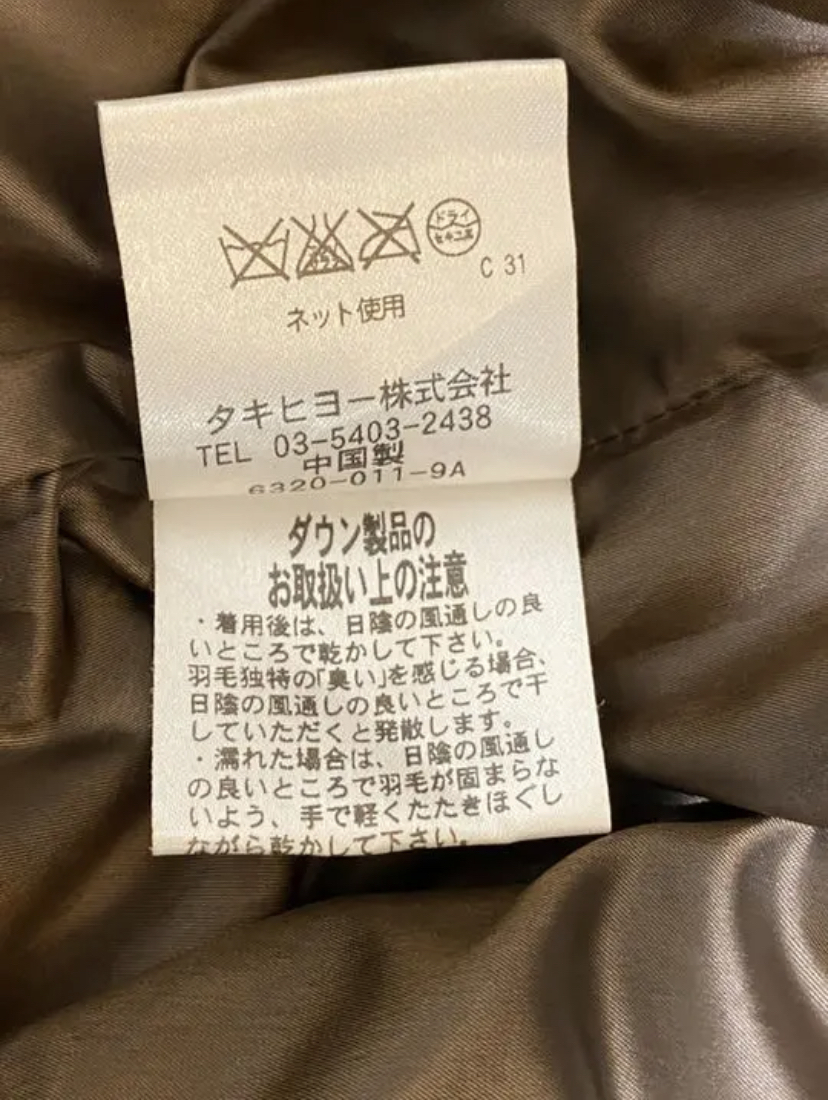 ドライ
セキユ系
C 31
ネット使用
タキヒヨー株式会社
TEL 03-5403-2438
中国製
6320-011-9A
ダウン製品の
お取扱い上の注意
・着用後は、日陰の風通しの良
いところで乾かして下さい。
羽毛独特の「臭い」を感じる場合、
日陰の風通しの良いところで干
していただくと発散します。
・濡れた場合は、日陰の風通し
の良いところで羽毛が固まらな
いよう、手で軽くたたきほぐし
ながら乾かして下さい。